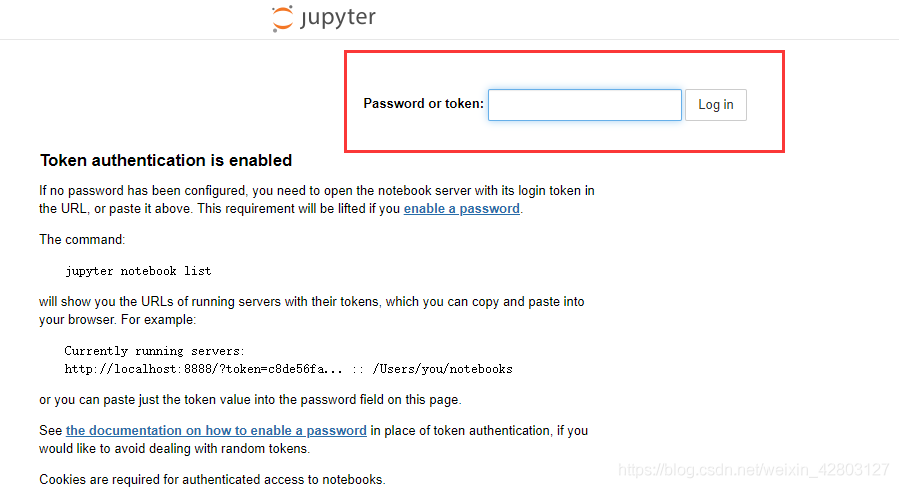 jupyter
Password or token:
Log in
Token authentication is enabled
If no password has been configured, you need to open the notebook server with its login token in
the URL, or paste it above. This requirement will be lifted if you enable a password.
The command:
jupyter notebook list
will show you the URLs of running servers with their tokens, which you can copy and paste into
your browser. For example:
Currently running servers:
http://localhost:8888/?token=c8de56fa... :: /Users/you/notebooks
or you can paste just the token value into the password field on this page.
See the documentation on how to enable a password in place of token authentication, if you
would like to avoid dealing with random tokens.
Cookies are required for authenticated access to notebooks.
https://blog.csdn.net/weixin_42803127